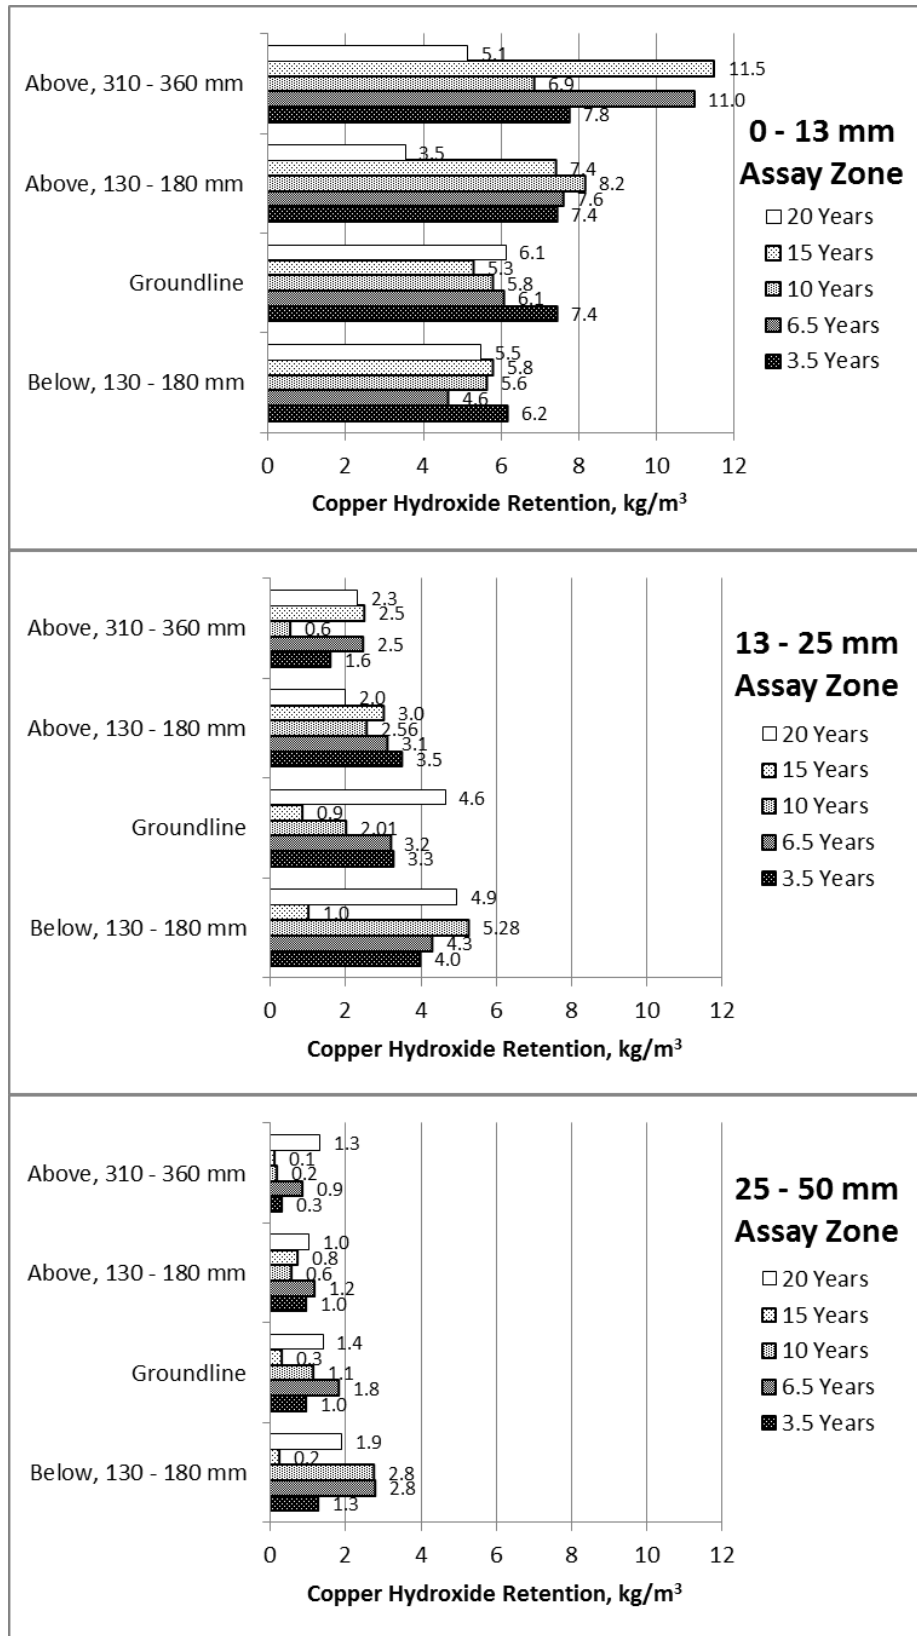 Above, 310 - 360 mm
5.1
11.5
6.9
11.0
7.8
Above, 130 - 180 mm
3.5
7.4
8.2
7.6
7.4
Groundline
6.1
5.3
5.8
6.1
7.4
Below, 130 - 180 mm
5.5
5.8
5.6
4.6
6.2
0 2 4 6 8 10 12
Copper Hydroxide Retention, kg/m³
0 - 13 mm
Assay Zone
20 Years
15 Years
10 Years
6.5 Years
3.5 Years
Above, 310 - 360 mm
2.3
2.5
0.6
2.5
1.6
Above, 130 - 180 mm
2.0
3.0
2.56
3.1
3.5
Groundline
4.6
0.9
2.01
3.2
3.3
Below, 130 - 180 mm
4.9
1.0
5.28
4.3
4.0
0 2 4 6 8 10 12
Copper Hydroxide Retention, kg/m³
13 - 25 mm
Assay Zone
20 Years
15 Years
10 Years
6.5 Years
3.5 Years
Above, 310 - 360 mm
1.3
0.1
0.2
0.9
0.3
Above, 130 - 180 mm
1.0
0.8
0.6
1.2
1.0
Groundline
1.4
0.3
1.1
1.8
1.0
Below, 130 - 180 mm
1.9
0.2
2.8
2.8
1.3
0 2 4 6 8 10 12
Copper Hydroxide Retention, kg/m³
25 - 50 mm
Assay Zone
20 Years
15 Years
10 Years
6.5 Years
3.5 Years